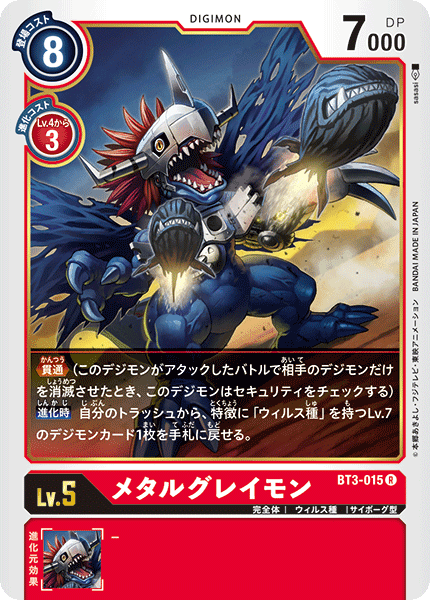 DIGIMON
登場コスト
8
7000
DP
進化コスト
Lv.4から
3
sasasi
© 本郷あきよし・フジテレビ・東映アニメーション BANDAI MADE IN JAPAN
かんつう
貫通 (このデジモンがアタックしたバトルで相手のデジモンだけ
を消滅させたとき、このデジモンはセキュリティをチェックする)
進化時 自分のトラッシュから、特徴に「ウィルス種」を持つLv.7
のデジモンカード1枚を手札に戻せる。
BT3-015 R
Lv.5
メタルグレイモン
完全体 | ウィルス種 | サイボーグ型
進化元効果
-